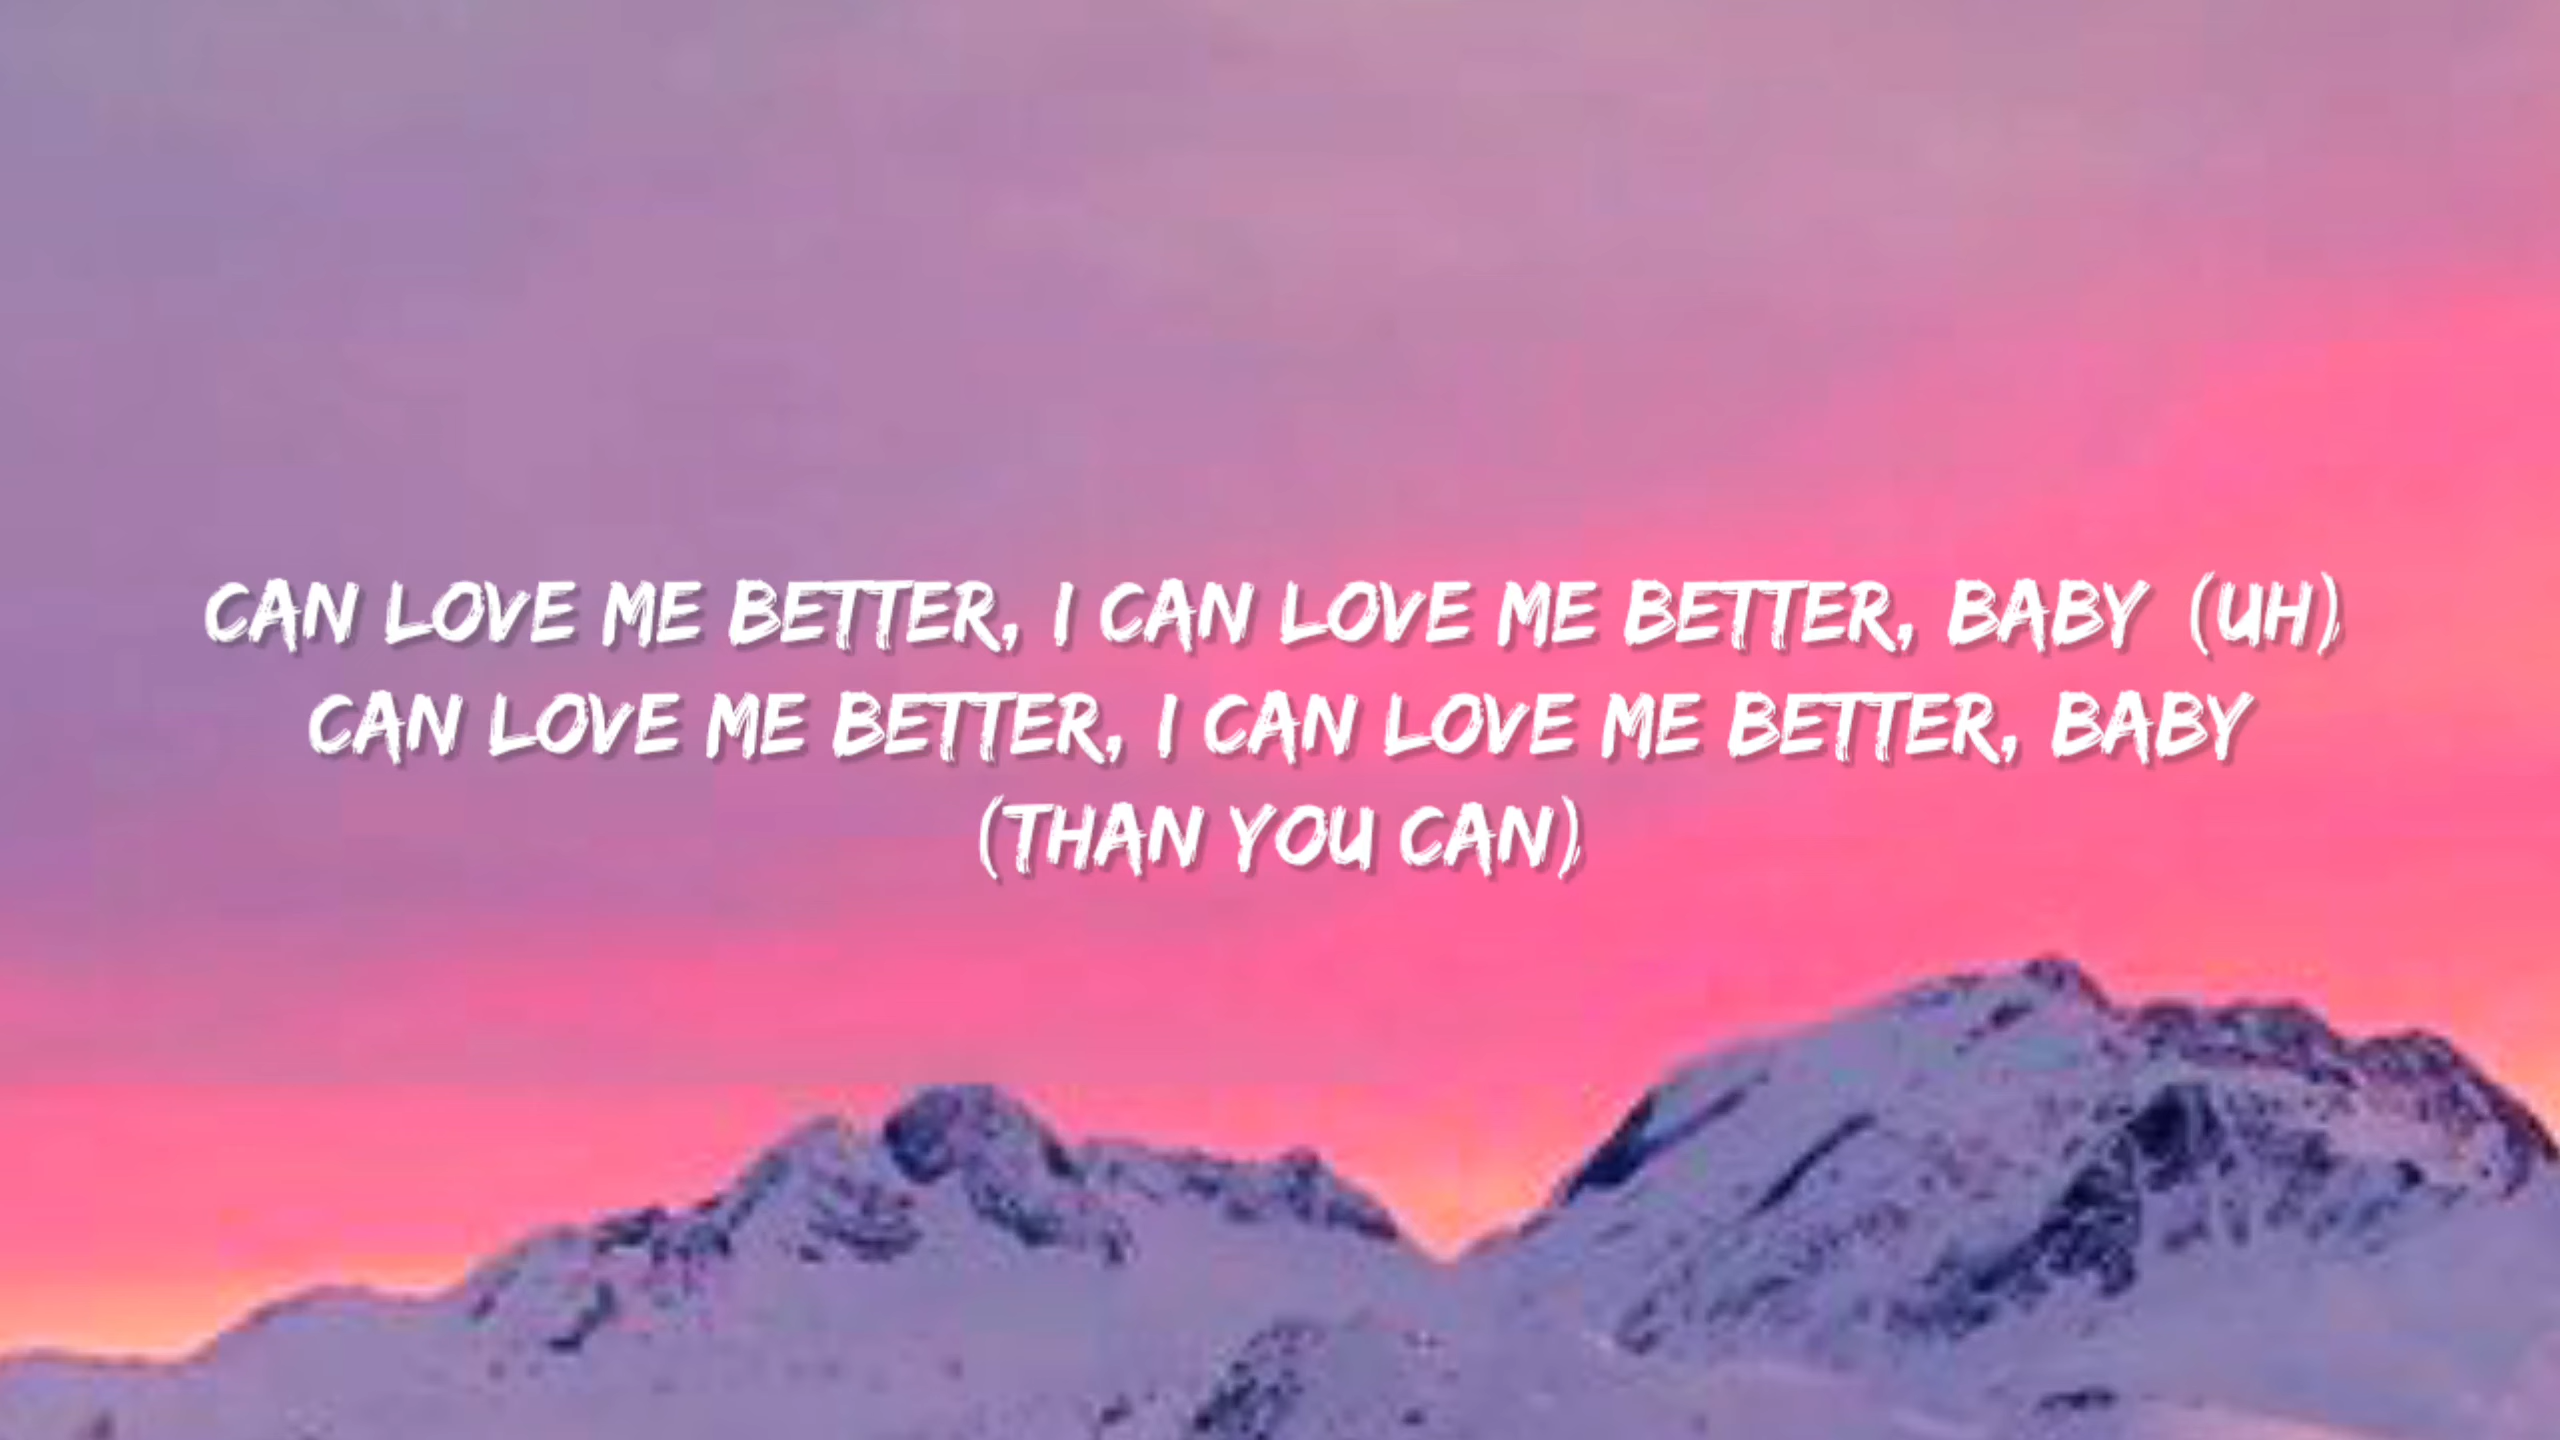 CAN LOVE ME BETTER, I CAN LOVE ME BETTER, BABY (UH)
CAN LOVE ME BETTER, I CAN LOVE ME BETTER, BABY
(THAN YOU CAN)